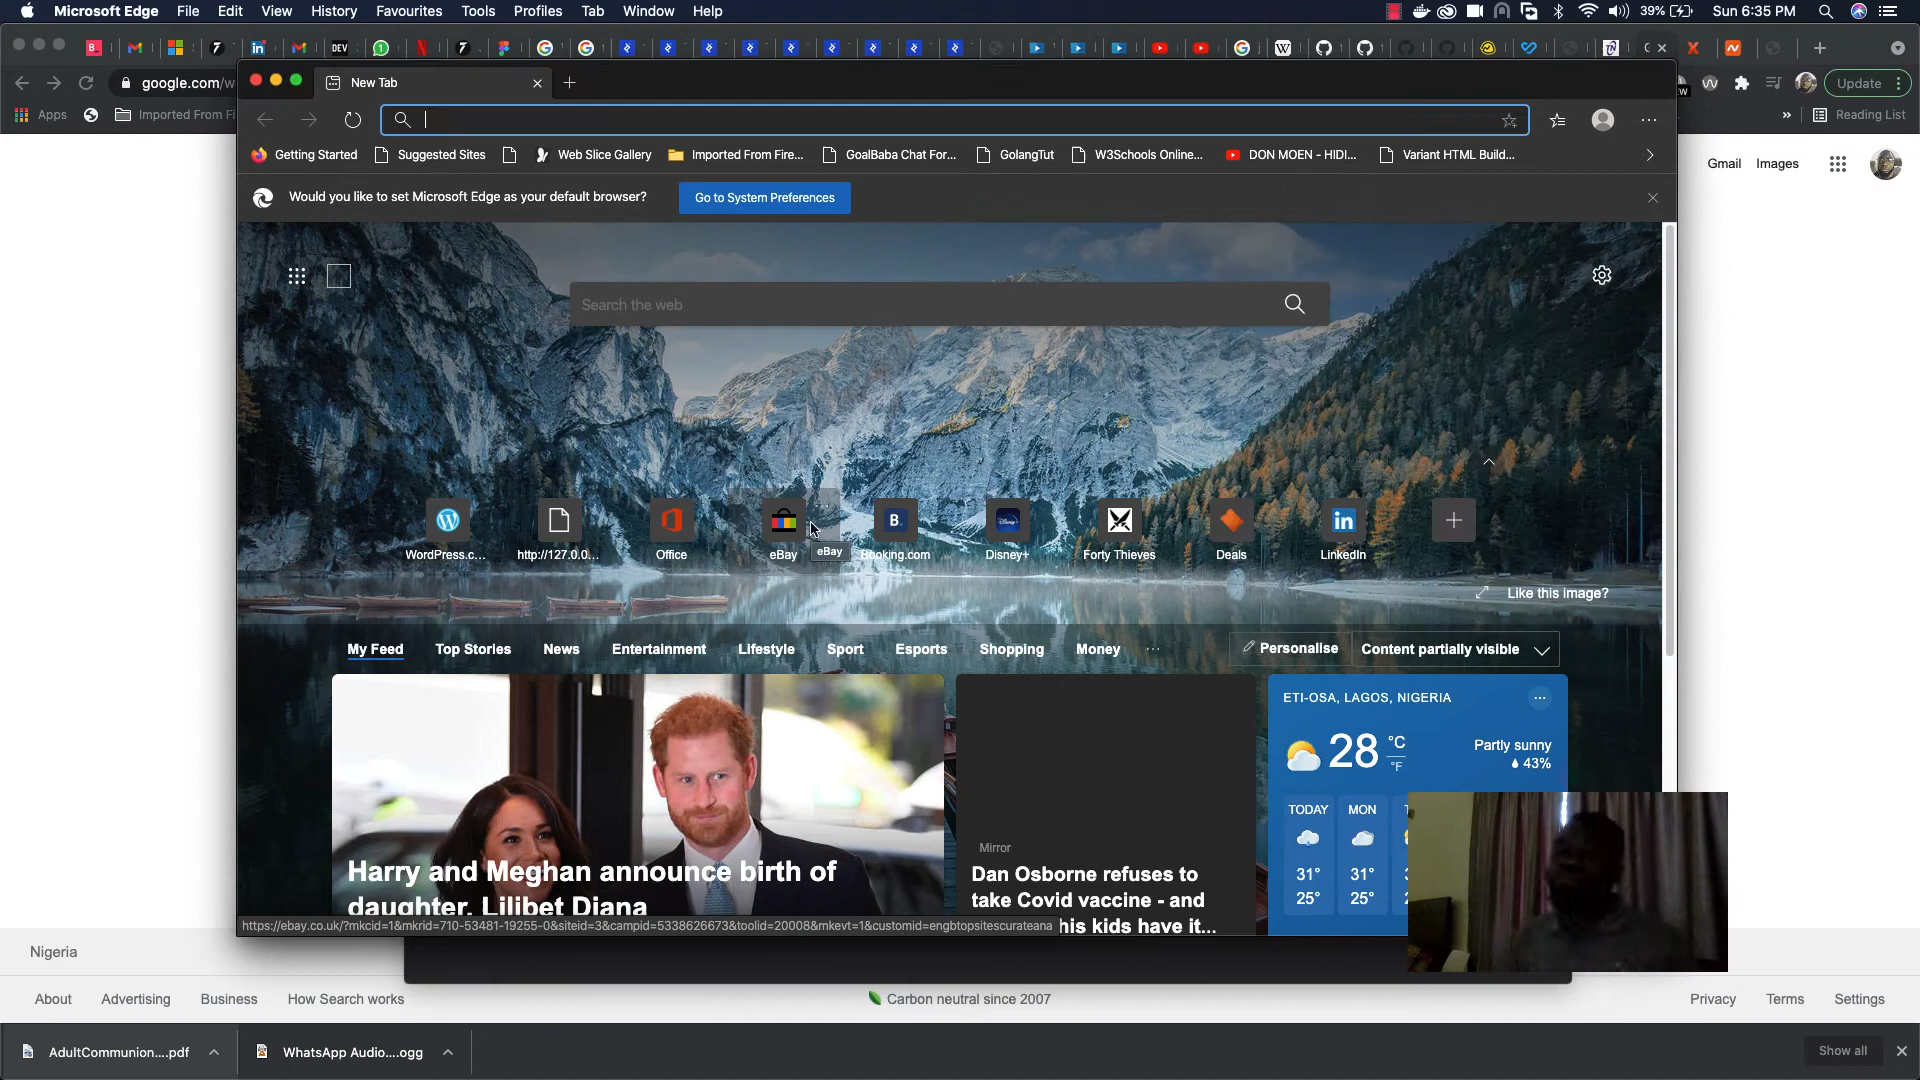 Microsoft Edge File Edit View History Favourites Tools Profiles Tab Window Help
39% Sun 6:35 PM
google.com/w
Update
Apps
Imported From Fi
» Reading List
New Tab
Getting Started Suggested Sites Web Slice Gallery Imported From Fire... GoalBaba Chat For... GolangTut W3Schools Online... DON MOEN - HIDI... Variant HTML Build...
Would you like to set Microsoft Edge as your default browser? Go to System Preferences
Gmail Images
Search the web
WordPress.c... http://127.0.0... Office eBay Booking.com Disney+ Forty Thieves Deals LinkedIn
eBay
Like this image?
My Feed Top Stories News Entertainment Lifestyle Sport Esports Shopping Money ... Personalise Content partially visible
Harry and Meghan announce birth of
daughter, Lilibet Diana
Mirror
Dan Osborne refuses to
take Covid vaccine - and
his kids have it...
ETI-OSA, LAGOS, NIGERIA
28 °C
°F
Partly sunny
43%
TODAY MON
31° 31°
25° 25°
https://ebay.co.uk/?mkcid=1&mkrid=710-53481-19255-0&siteid=3&campid=5338626673&toolid=20008&mkevt=1&customid=engbtopsitescurateana
Nigeria
About Advertising Business How Search works Carbon neutral since 2007 Privacy Terms Settings
AdultCommunion....pdf WhatsApp Audio....ogg Show all